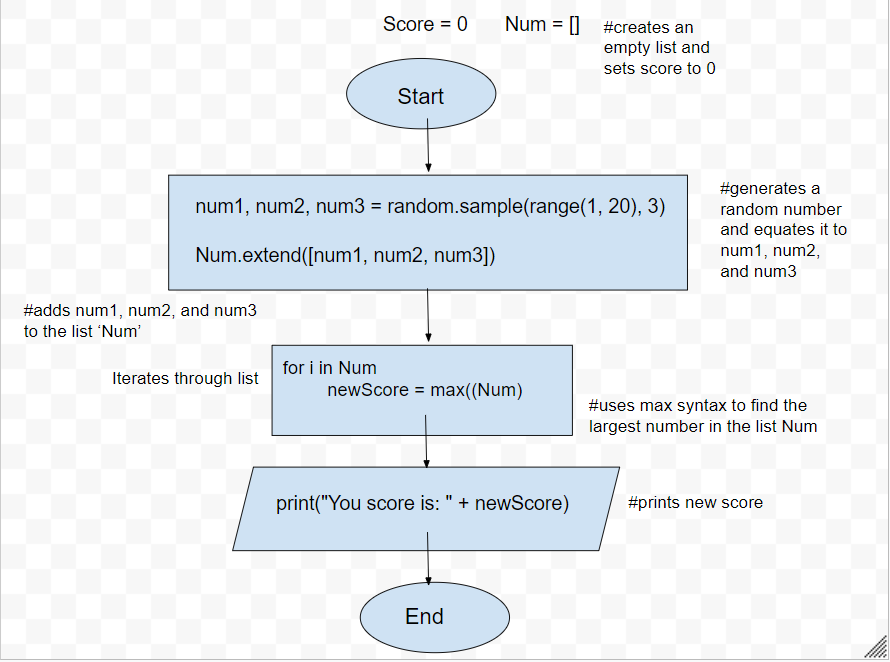 Score = 0 Num = []
#creates an
empty list and
sets score to 0
Start
num1, num2, num3 = random.sample(range(1, 20), 3)
Num.extend([num1, num2, num3])
#generates a
random number
and equates it to
num1, num2,
and num3
#adds num1, num2, and num3
to the list ‘Num’
Iterates through list
for i in Num
newScore = max((Num)
#uses max syntax to find the
largest number in the list Num
print("You score is: " + newScore)
#prints new score
End